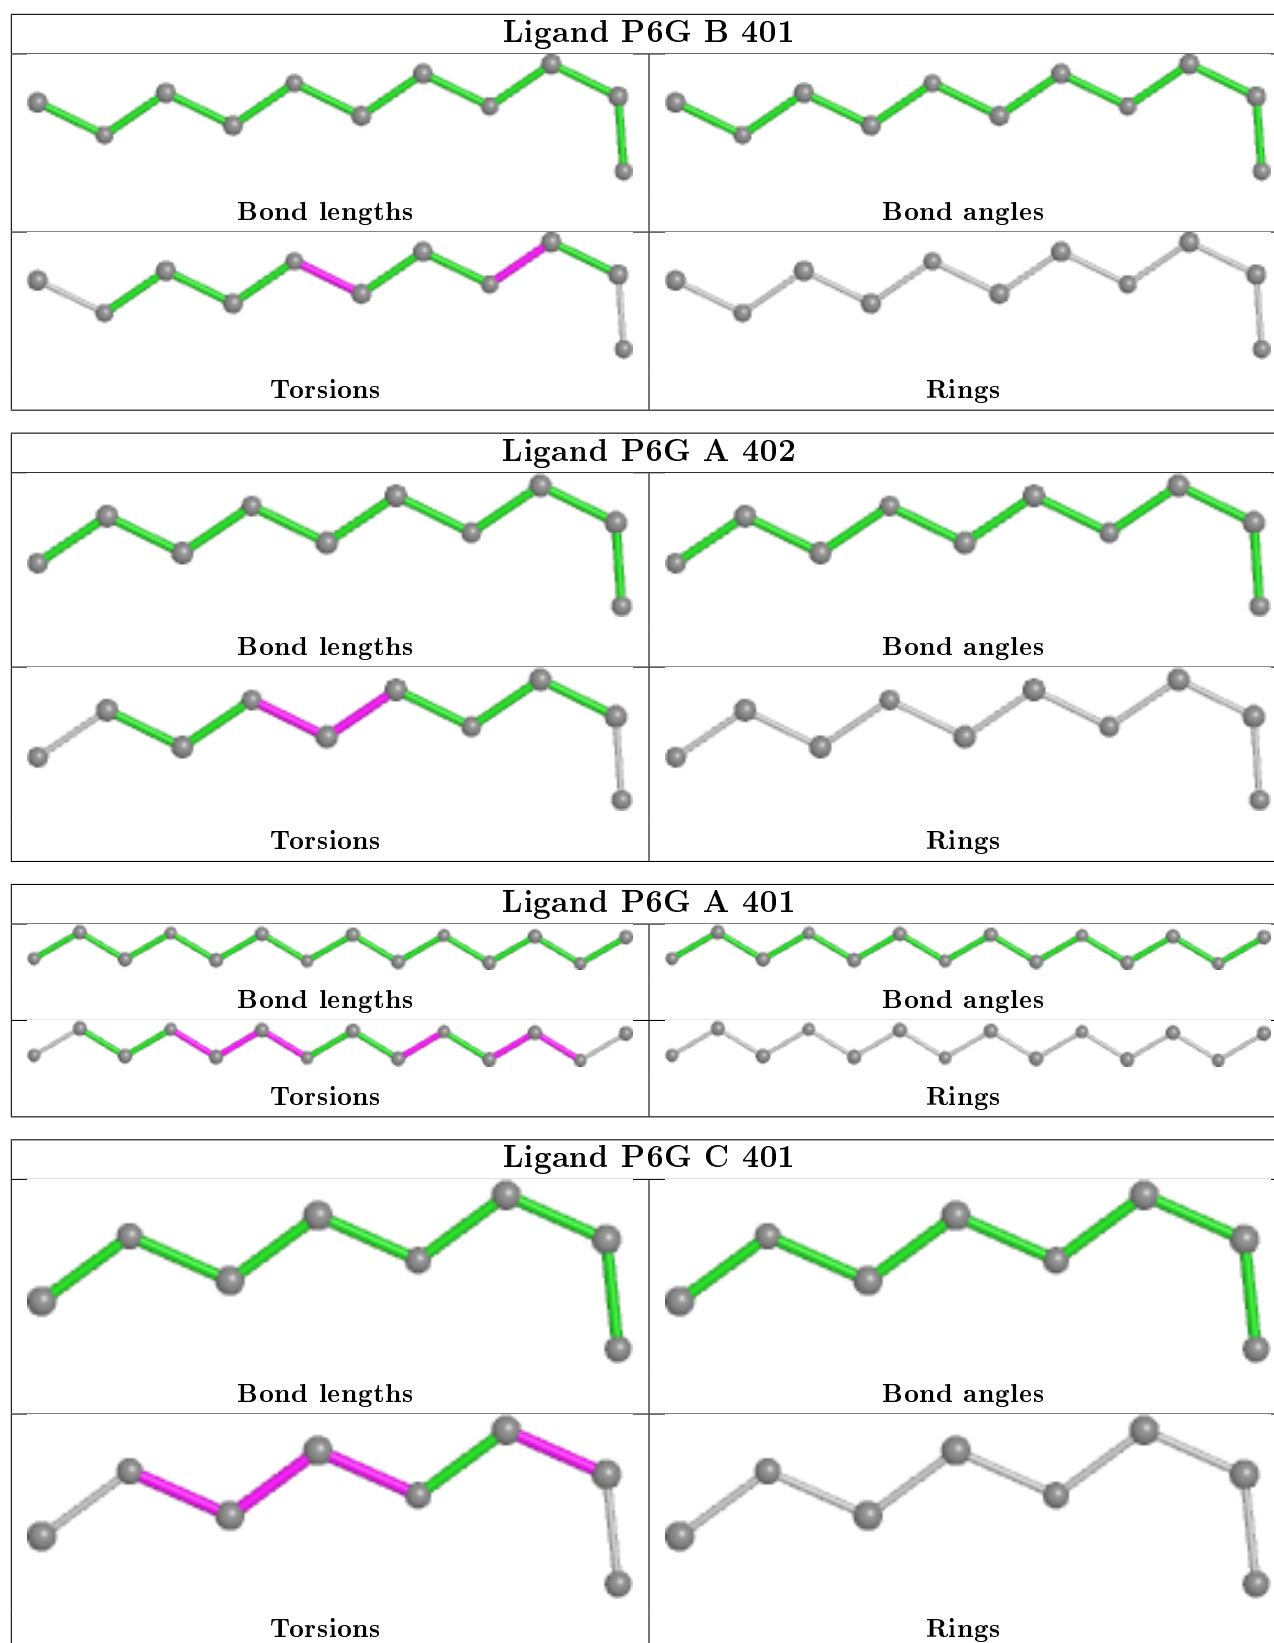 Ligand P6G B 401
Bond lengths
Bond angles
Torsions
Rings
Ligand P6G A 402
Bond lengths
Bond angles
Torsions
Rings
Ligand P6G A 401
Bond lengths
Bond angles
Torsions
Rings
Ligand P6G C 401
Bond lengths
Bond angles
Torsions
Rings